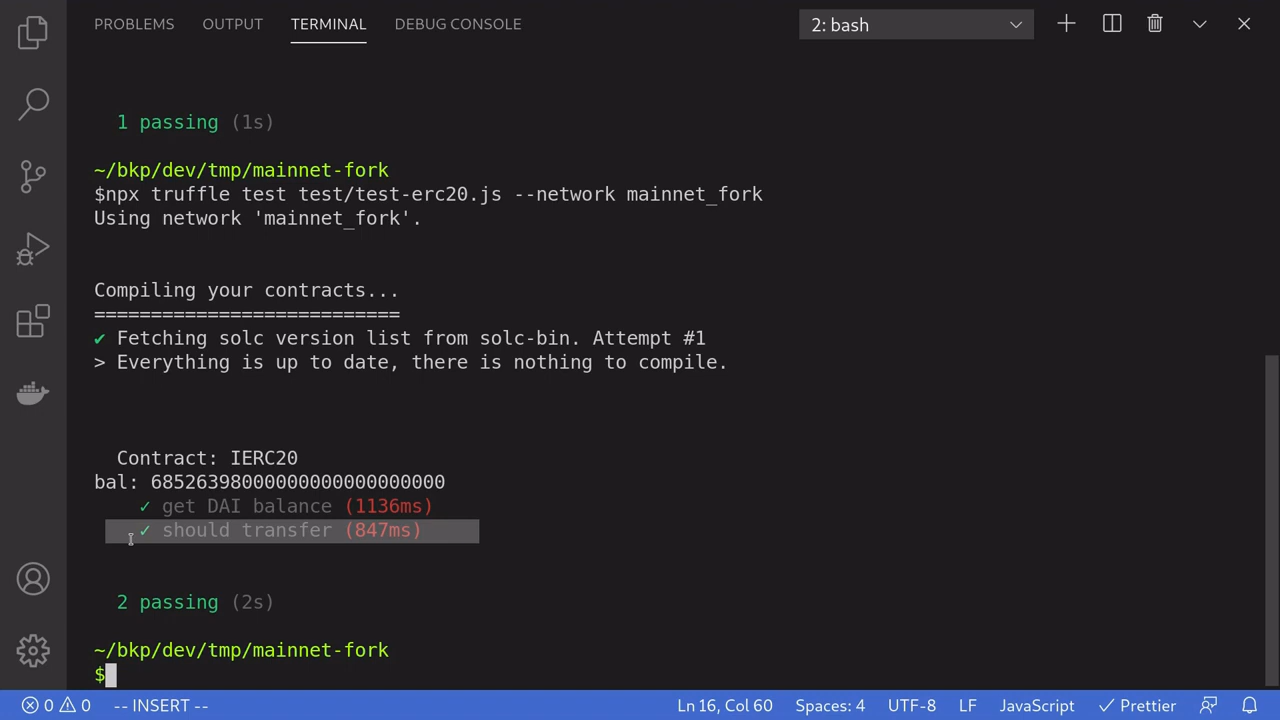 PROBLEMS OUTPUT TERMINAL DEBUG CONSOLE 2: bash
1 passing (1s)
~/bkp/dev/tmp/mainnet-fork
$npx truffle test test/test-erc20.js --network mainnet_fork
Using network 'mainnet_fork'.
Compiling your contracts...
===========================
✔ Fetching solc version list from solc-bin. Attempt #1
> Everything is up to date, there is nothing to compile.
Contract: IERC20
bal: 68526398000000000000000000
✓ get DAI balance (1136ms)
✓ should transfer (847ms)
2 passing (2s)
~/bkp/dev/tmp/mainnet-fork
$
0 0 -- INSERT -- Ln 16, Col 60 Spaces: 4 UTF-8 LF JavaScript ✓ Prettier